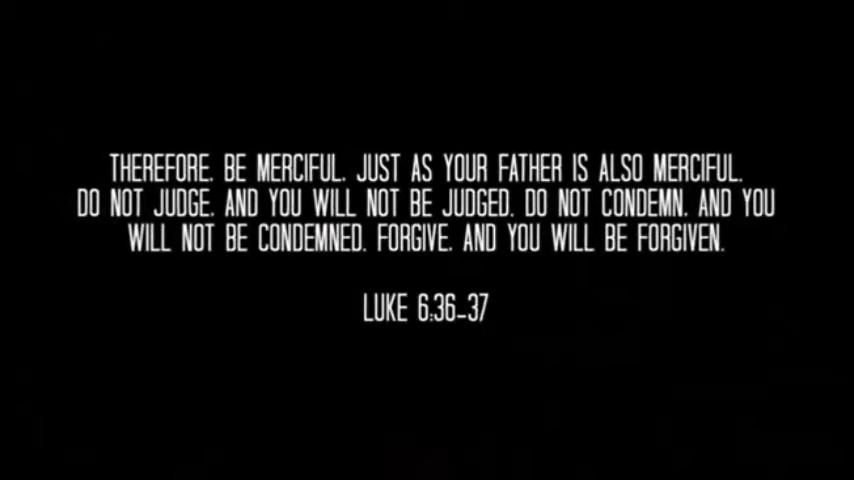 THEREFORE, BE MERCIFUL, JUST AS YOUR FATHER IS ALSO MERCIFUL.
DO NOT JUDGE, AND YOU WILL NOT BE JUDGED. DO NOT CONDEMN, AND YOU
WILL NOT BE CONDEMNED. FORGIVE, AND YOU WILL BE FORGIVEN.
LUKE 6:36-37